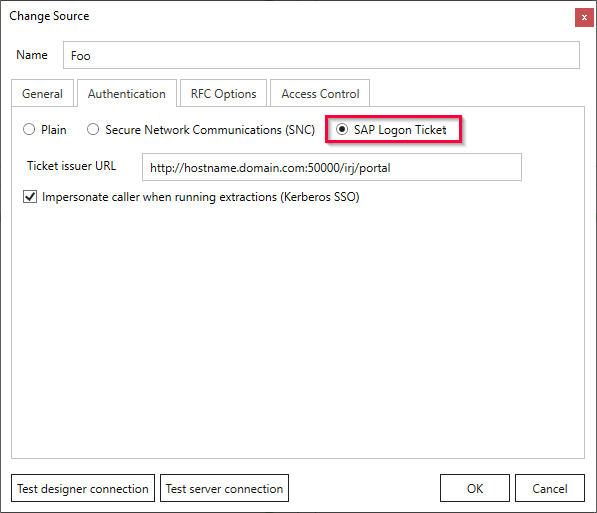 Change Source
x
Name Foo
General Authentication RFC Options Access Control
Plain Secure Network Communications (SNC) SAP Logon Ticket
Ticket issuer URL http://hostname.domain.com:50000/irj/portal
Impersonate caller when running extractions (Kerberos SSO)
Test designer connection Test server connection OK Cancel